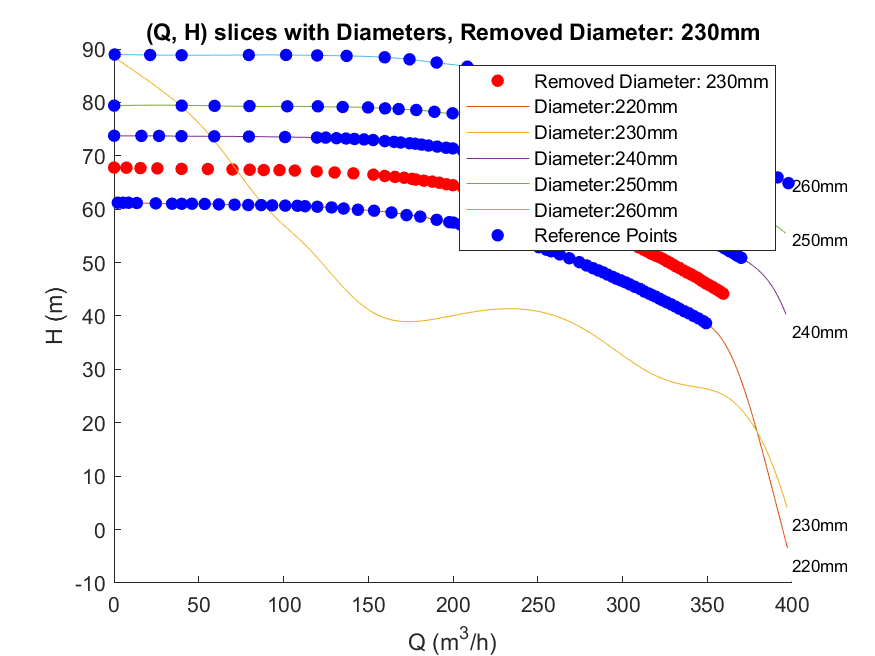 (Q, H) slices with Diameters, Removed Diameter: 230mm
90
80
70
60
50
40
30
20
10
0
-10
H (m)
Removed Diameter: 230mm
Diameter:220mm
Diameter:230mm
Diameter:240mm
Diameter:250mm
Diameter:260mm
Reference Points
260mm
250mm
240mm
230mm
220mm
0 50 100 150 200 250 300 350 400
Q (m³/h)